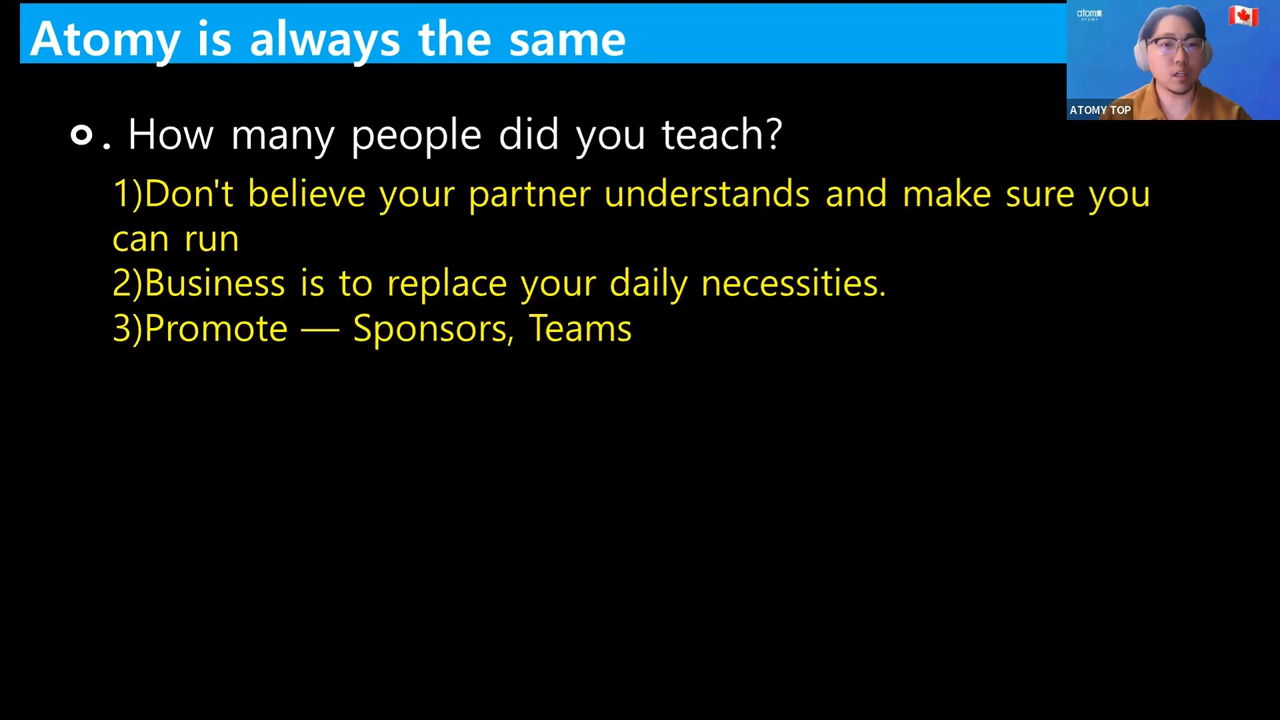 Atomy is always the same
ㅇ. How many people did you teach?
1)Don't believe your partner understands and make sure you
can run
2)Business is to replace your daily necessities.
3)Promote — Sponsors, Teams
ATOMY TOP